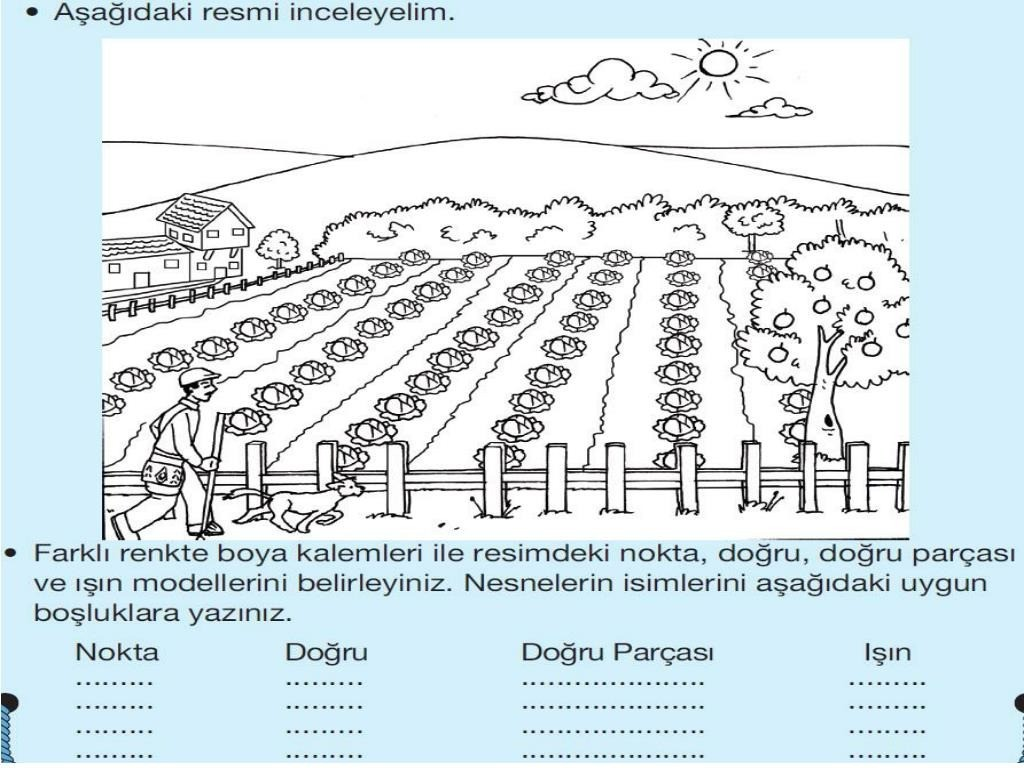 • Aşağıdaki resmi inceleyelim.
• Farklı renkte boya kalemleri ile resimdeki nokta, doğru, doğru parçası
ve ışın modellerini belirleyiniz. Nesnelerin isimlerini aşağıdaki uygun
boşluklara yazınız.
Nokta Doğru Doğru Parçası Işın
......... ......... ..................... .........
......... ......... ..................... .........
......... ......... ..................... .........
......... ......... ..................... .........